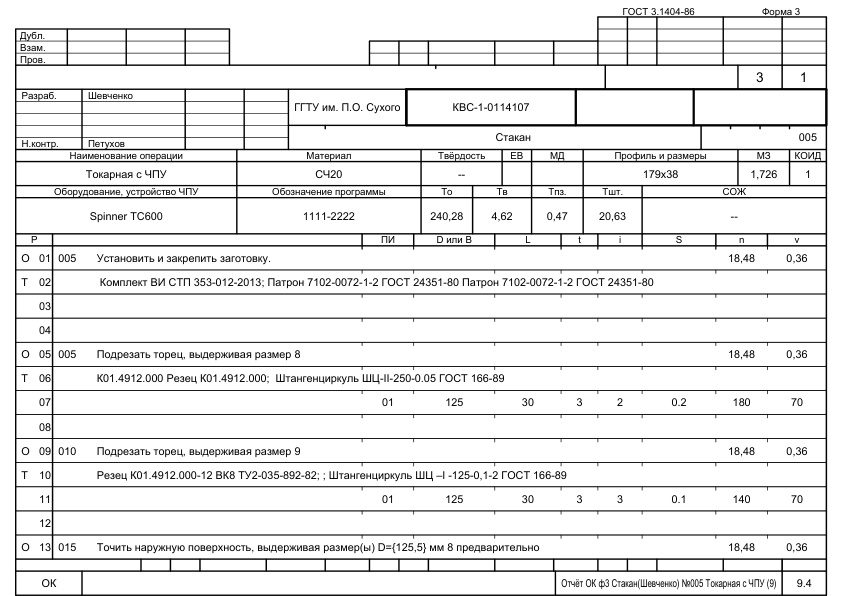 ГОСТ 3.1404-86 Форма 3
Дубл.
Взам.
Пров.
3 1
Разраб. Шевченко
ГГТУ им. П.О. Сухого КВС-1-0114107
Стакан 005
Н.контр. Петухов
Наименование операции Материал Твёрдость ЕВ МД Профиль и размеры МЗ КОИД
Токарная с ЧПУ СЧ20 -- 179x38 1,726 1
Оборудование, устройство ЧПУ Обозначение программы То Тв Тпз. Тшт. СОЖ
Spinner TC600 1111-2222 240,28 4,62 0,47 20,63 --
Р ПИ D или В L t i S n v
О 01 005 Установить и закрепить заготовку. 18,48 0,36
Т 02 Комплект ВИ СТП 353-012-2013; Патрон 7102-0072-1-2 ГОСТ 24351-80 Патрон 7102-0072-1-2 ГОСТ 24351-80
03
04
О 05 005 Подрезать торец, выдерживая размер 8 18,48 0,36
Т 06 К01.4912.000 Резец К01.4912.000; Штангенциркуль ШЦ-II-250-0.05 ГОСТ 166-89
07 01 125 30 3 2 0.2 180 70
08
О 09 010 Подрезать торец, выдерживая размер 9 18,48 0,36
Т 10 Резец К01.4912.000-12 ВК8 ТУ2-035-892-82; ; Штангенциркуль ШЦ –I -125-0,1-2 ГОСТ 166-89
11 01 125 30 3 3 0.1 140 70
12
О 13 015 Точить наружную поверхность, выдерживая размер(ы) D={125,5} мм 8 предварительно 18,48 0,36
ОК Отчёт ОК ф3 Стакан(Шевченко) №005 Токарная с ЧПУ (9) 9.4